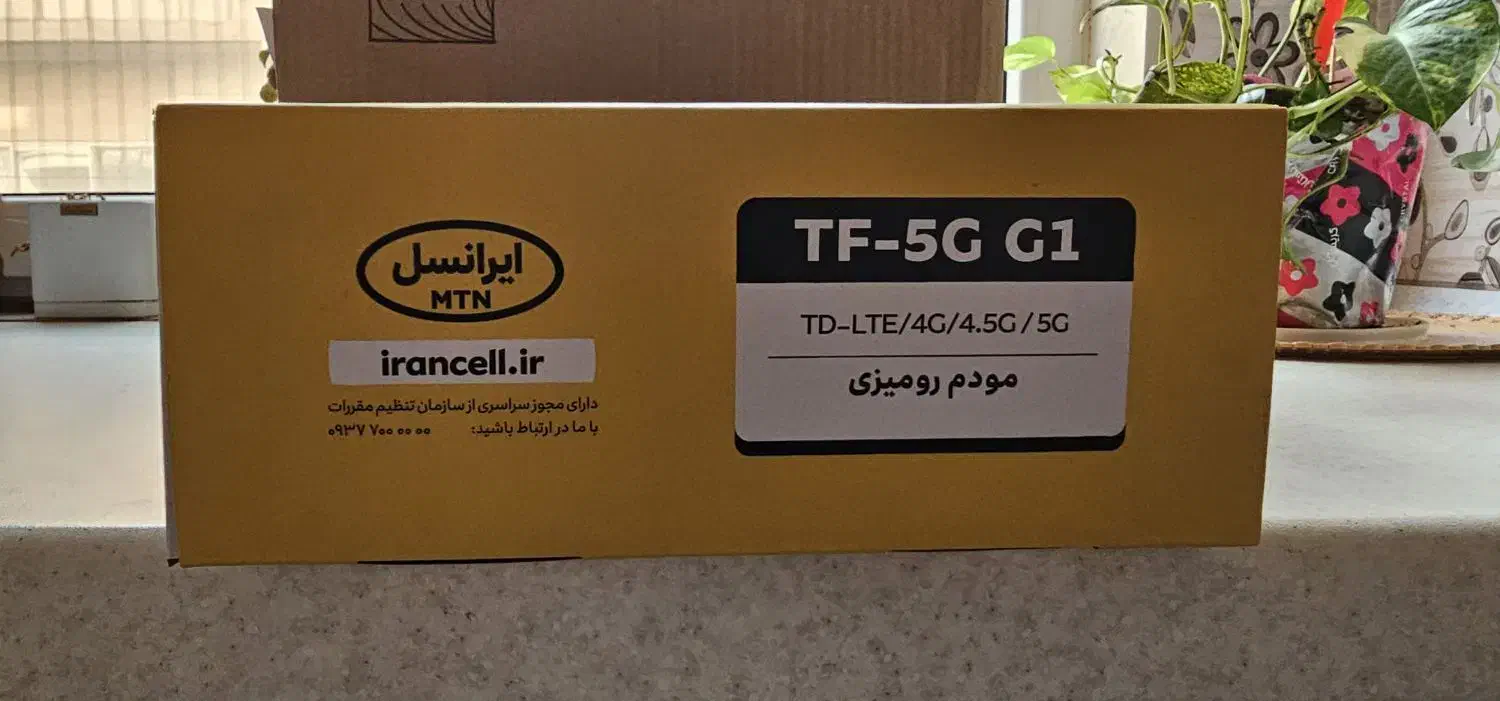 ایرانسل
MTN
irancell.ir
دارای مجوز سراسری از سازمان تنظیم مقررات
با ما در ارتباط باشید: ۰۹۳۷ ۷۰۰ ۰۰ ۰۰
TF-5G G1
TD-LTE/4G/4.5G/5G
مودم رومیزی